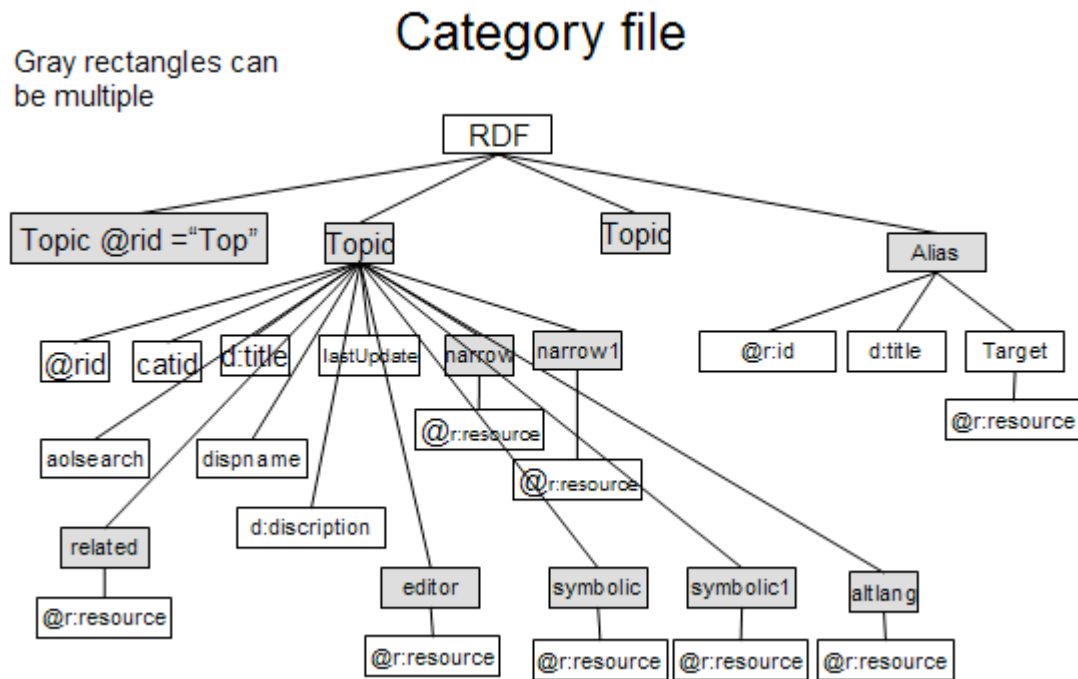 Category file
Gray rectangles can
be multiple
RDF
Topic @rid ="Top"
Topic
Topic
Alias
@rid
catid
d:title
lastUpdate
narrow
narrow1
@r:id
d:title
Target
@r:resource
@r:resource
@r:resource
aolsearch
dispname
d:discription
related
@r:resource
editor
@r:resource
symbolic
@r:resource
symbolic1
@r:resource
altlang
@r:resource